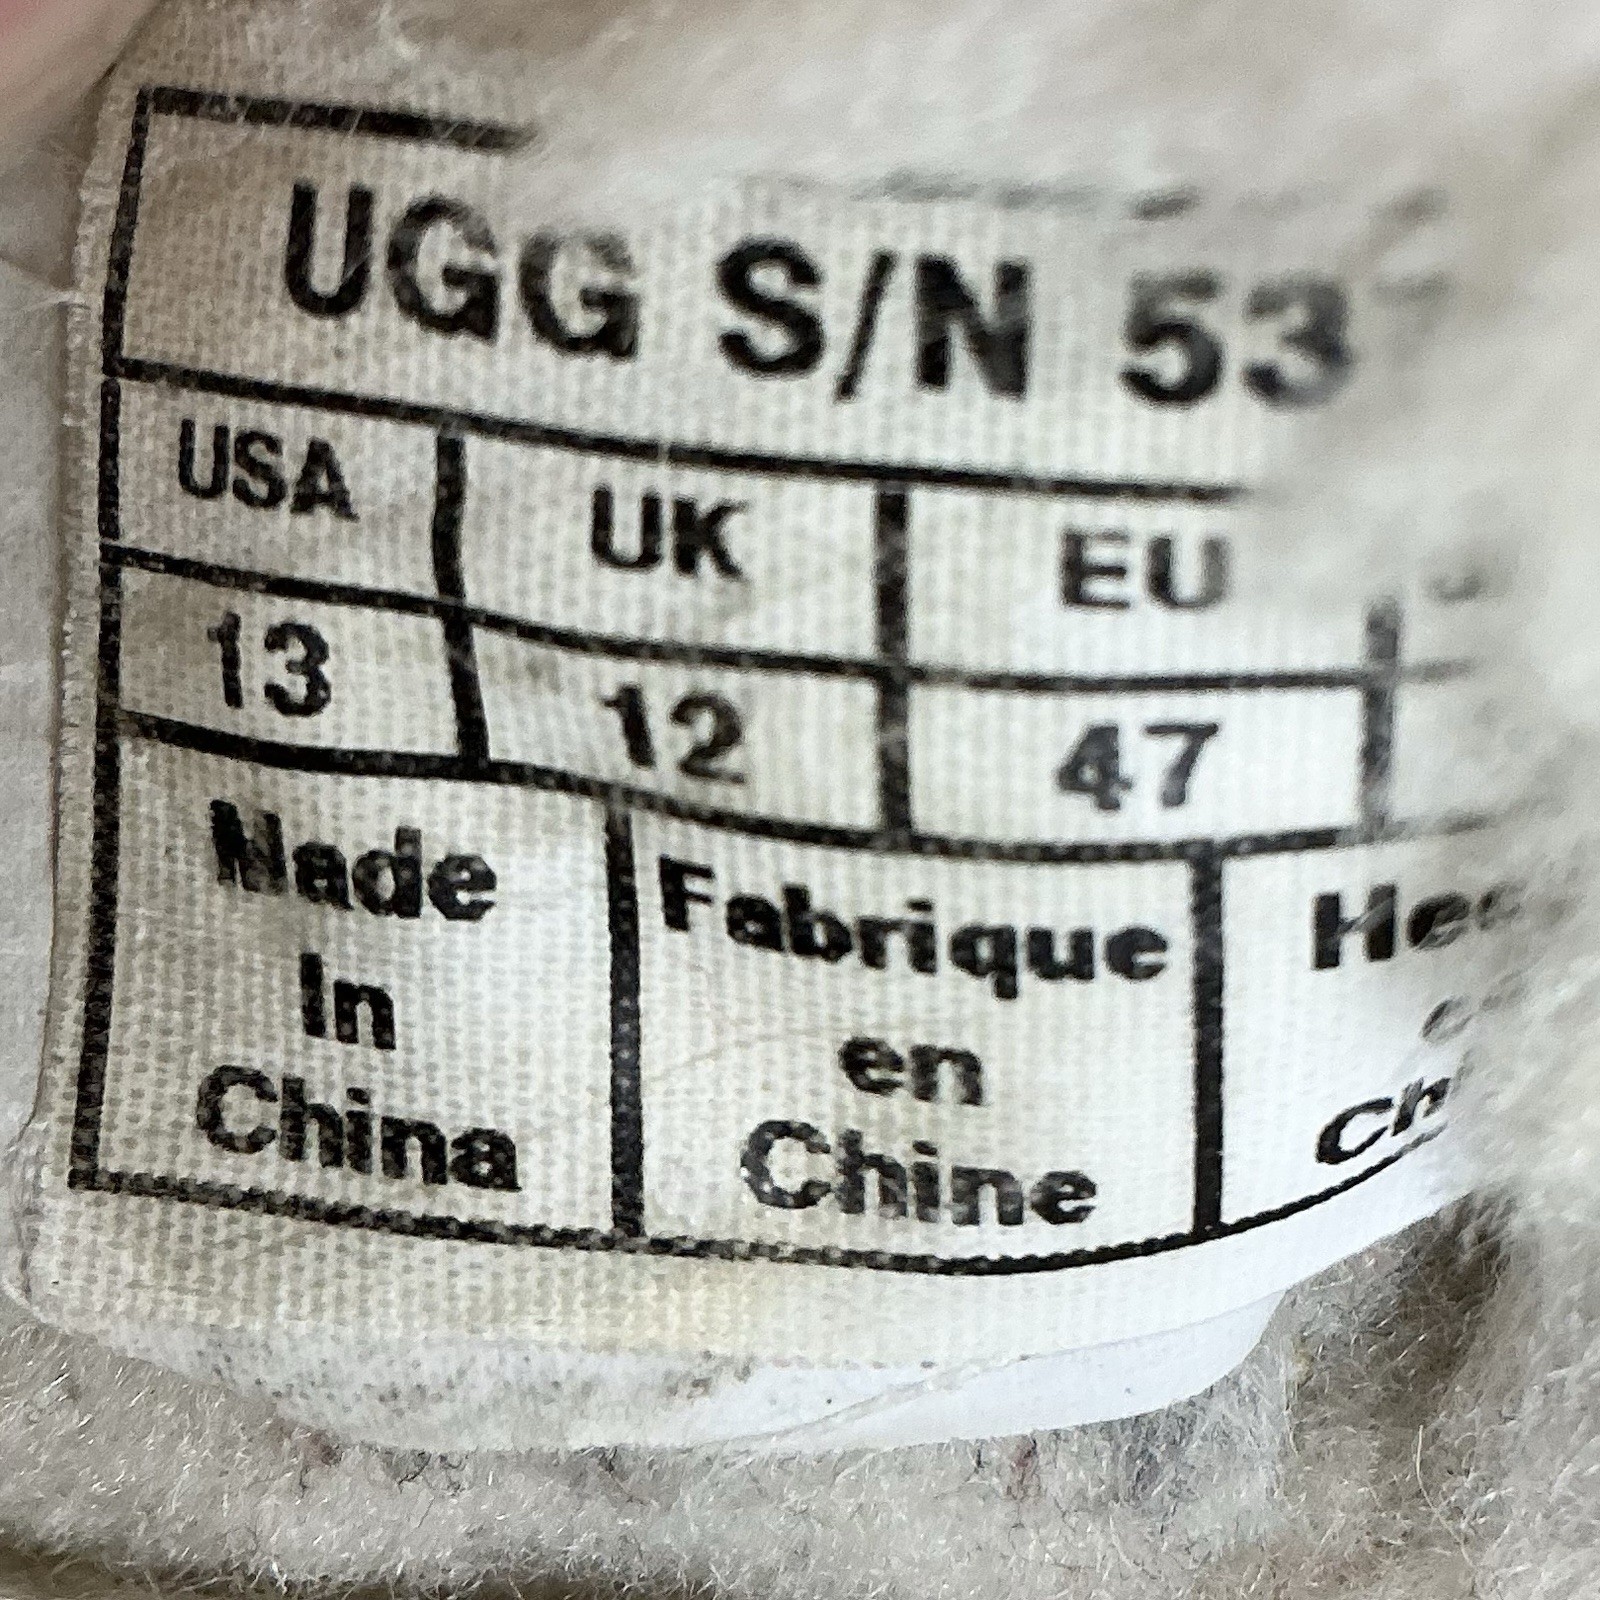 UGG S/N 53
USA UK EU
13 12 47
Made Fabrique
In en
China Chine